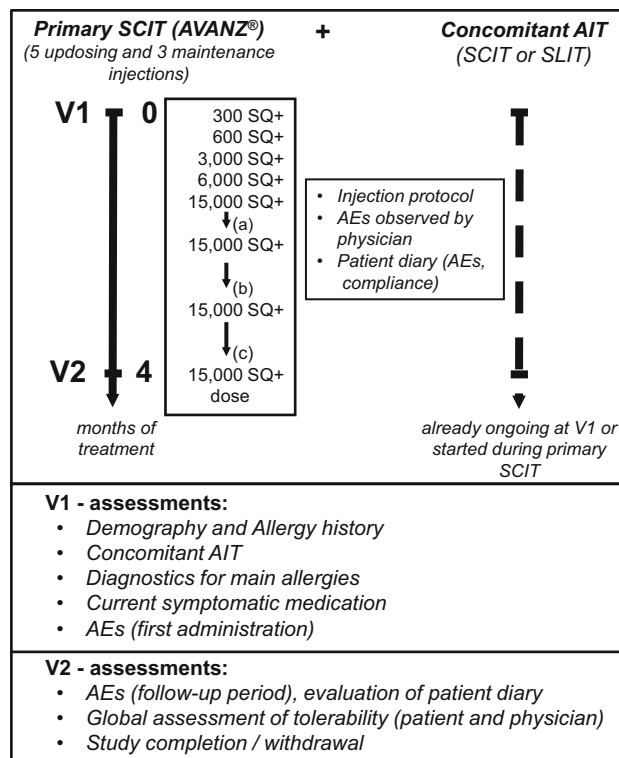 Primary SCIT (AVANZ®) + Concomitant AIT
(5 updosing and 3 maintenance
injections)
(SCIT or SLIT)
V1 0
300 SQ+
600 SQ+
3,000 SQ+
6,000 SQ+
15,000 SQ+
(a)
15,000 SQ+
(b)
15,000 SQ+
(c)
15,000 SQ+
dose
• Injection protocol
• AEs observed by
physician
• Patient diary (AEs,
compliance)
V2 4
months of
treatment
already ongoing at V1 or
started during primary
SCIT
V1 - assessments:
• Demography and Allergy history
• Concomitant AIT
• Diagnostics for main allergies
• Current symptomatic medication
• AEs (first administration)
V2 - assessments:
• AEs (follow-up period), evaluation of patient diary
• Global assessment of tolerability (patient and physician)
• Study completion / withdrawal